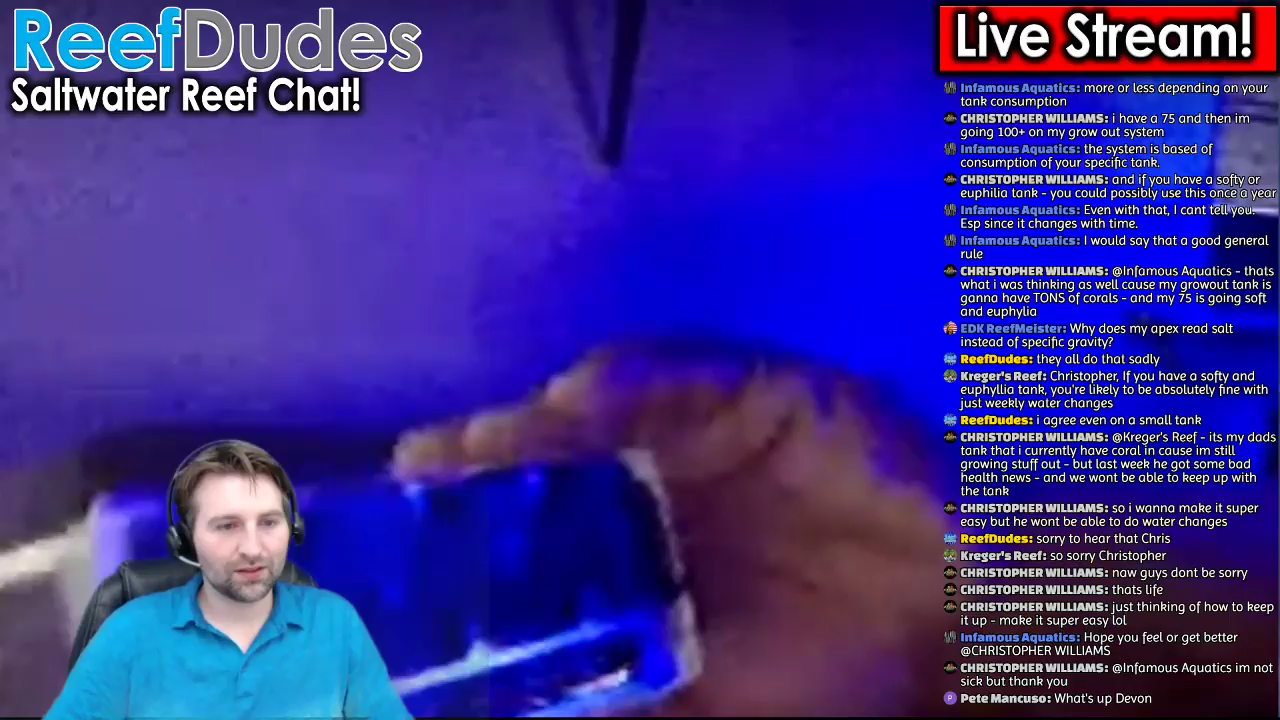 ReefDudes
Saltwater Reef Chat!
Live Stream!
Infamous Aquatics: more or less depending on your
tank consumption
CHRISTOPHER WILLIAMS: i have a 75 and then im
going 100+ on my grow out system
Infamous Aquatics: the system is based of
consumption of your specific tank.
CHRISTOPHER WILLIAMS: and if you have a softy or
euphilia tank - you could possibly use this once a year
Infamous Aquatics: Even with that, I cant tell you.
Esp since it changes with time.
Infamous Aquatics: I would say that a good general
rule
CHRISTOPHER WILLIAMS: @Infamous Aquatics - thats
what i was thinking as well cause my growout tank is
ganna have TONS of corals - and my 75 is going soft
and euphylia
EDK ReefMeister: Why does my apex read salt
instead of specific gravity?
ReefDudes: they all do that sadly
Kreger's Reef: Christopher, If you have a softy and
euphyllia tank, you're likely to be absolutely fine with
just weekly water changes
ReefDudes: i agree even on a small tank
CHRISTOPHER WILLIAMS: @Kreger's Reef - its my dads
tank that i currently have coral in cause im still
growing stuff out - but last week he got some bad
health news - and we wont be able to keep up with
the tank
CHRISTOPHER WILLIAMS: so i wanna make it super
easy but he wont be able to do water changes
ReefDudes: sorry to hear that Chris
Kreger's Reef: so sorry Christopher
CHRISTOPHER WILLIAMS: naw guys dont be sorry
CHRISTOPHER WILLIAMS: thats life
CHRISTOPHER WILLIAMS: just thinking of how to keep
it up - make it super easy lol
Infamous Aquatics: Hope you feel or get better
@CHRISTOPHER WILLIAMS
CHRISTOPHER WILLIAMS: @Infamous Aquatics im not
sick but thank you
P Pete Mancuso: What's up Devon